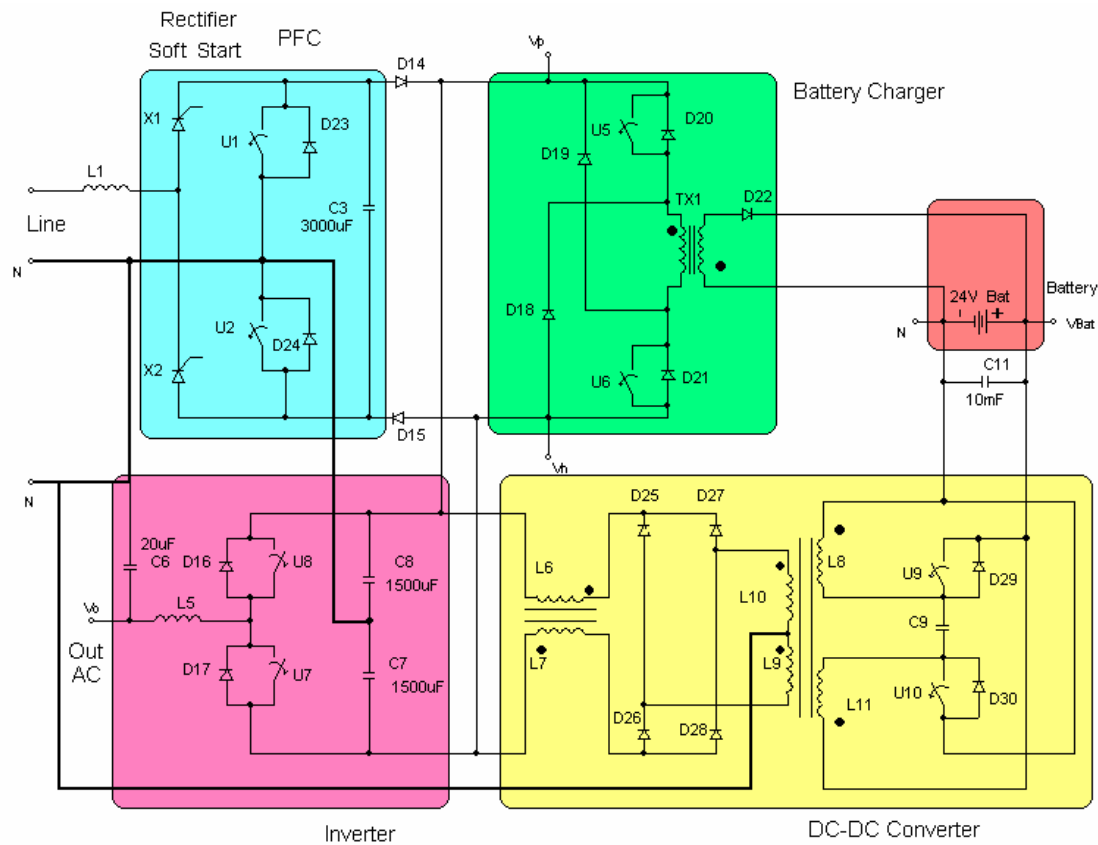 Rectifier
Soft Start
PFC
Battery Charger
D14
Vp
X1
U1
D23
L1
Line
N
C3
3000uF
U2
D24
X2
D15
U5
D20
D19
TX1
D22
D18
U6
D21
Vn
24V Bat
- +
Battery
N
VBat
C11
10mF
N
20uF
C6
D16
U8
C8
1500uF
L5
Vo
Out
AC
D17
U7
C7
1500uF
Inverter
L6
L7
D25
D27
D26
D28
L10
L9
L8
L11
U9
D29
C9
U10
D30
DC-DC Converter